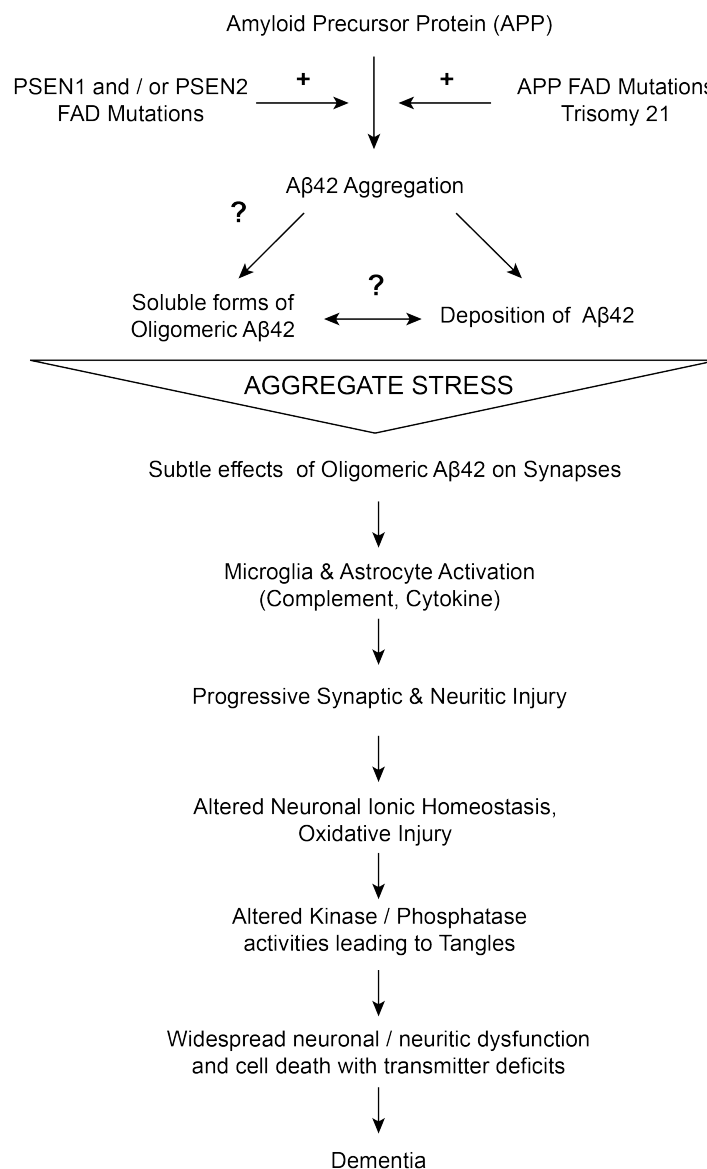 Amyloid Precursor Protein (APP)
PSEN1 and / or PSEN2
FAD Mutations
+
+
APP FAD Mutations
Trisomy 21
Aβ42 Aggregation
?
?
Soluble forms of
Oligomeric Aβ42
Deposition of Aβ42
AGGREGATE STRESS
Subtle effects of Oligomeric Aβ42 on Synapses
Microglia & Astrocyte Activation
(Complement, Cytokine)
Progressive Synaptic & Neuritic Injury
Altered Neuronal Ionic Homeostasis,
Oxidative Injury
Altered Kinase / Phosphatase
activities leading to Tangles
Widespread neuronal / neuritic dysfunction
and cell death with transmitter deficits
Dementia